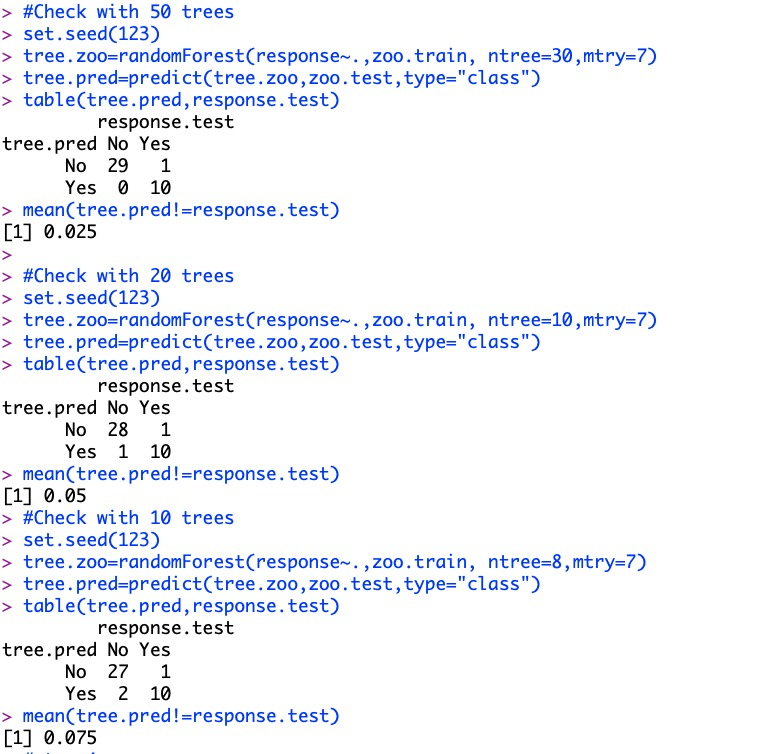 > #Check with 50 trees
> set.seed(123)
> tree.zoo=randomForest(response~.,zoo.train, ntree=30,mtry=7)
> tree.pred=predict(tree.zoo,zoo.test,type="class")
> table(tree.pred,response.test)
         response.test
tree.pred No Yes
      No  29   1
      Yes  0  10
> mean(tree.pred!=response.test)
[1] 0.025
>
> #Check with 20 trees
> set.seed(123)
> tree.zoo=randomForest(response~.,zoo.train, ntree=10,mtry=7)
> tree.pred=predict(tree.zoo,zoo.test,type="class")
> table(tree.pred,response.test)
         response.test
tree.pred No Yes
      No  28   1
      Yes  1  10
> mean(tree.pred!=response.test)
[1] 0.05
> #Check with 10 trees
> set.seed(123)
> tree.zoo=randomForest(response~.,zoo.train, ntree=8,mtry=7)
> tree.pred=predict(tree.zoo,zoo.test,type="class")
> table(tree.pred,response.test)
         response.test
tree.pred No Yes
      No  27   1
      Yes  2  10
> mean(tree.pred!=response.test)
[1] 0.075